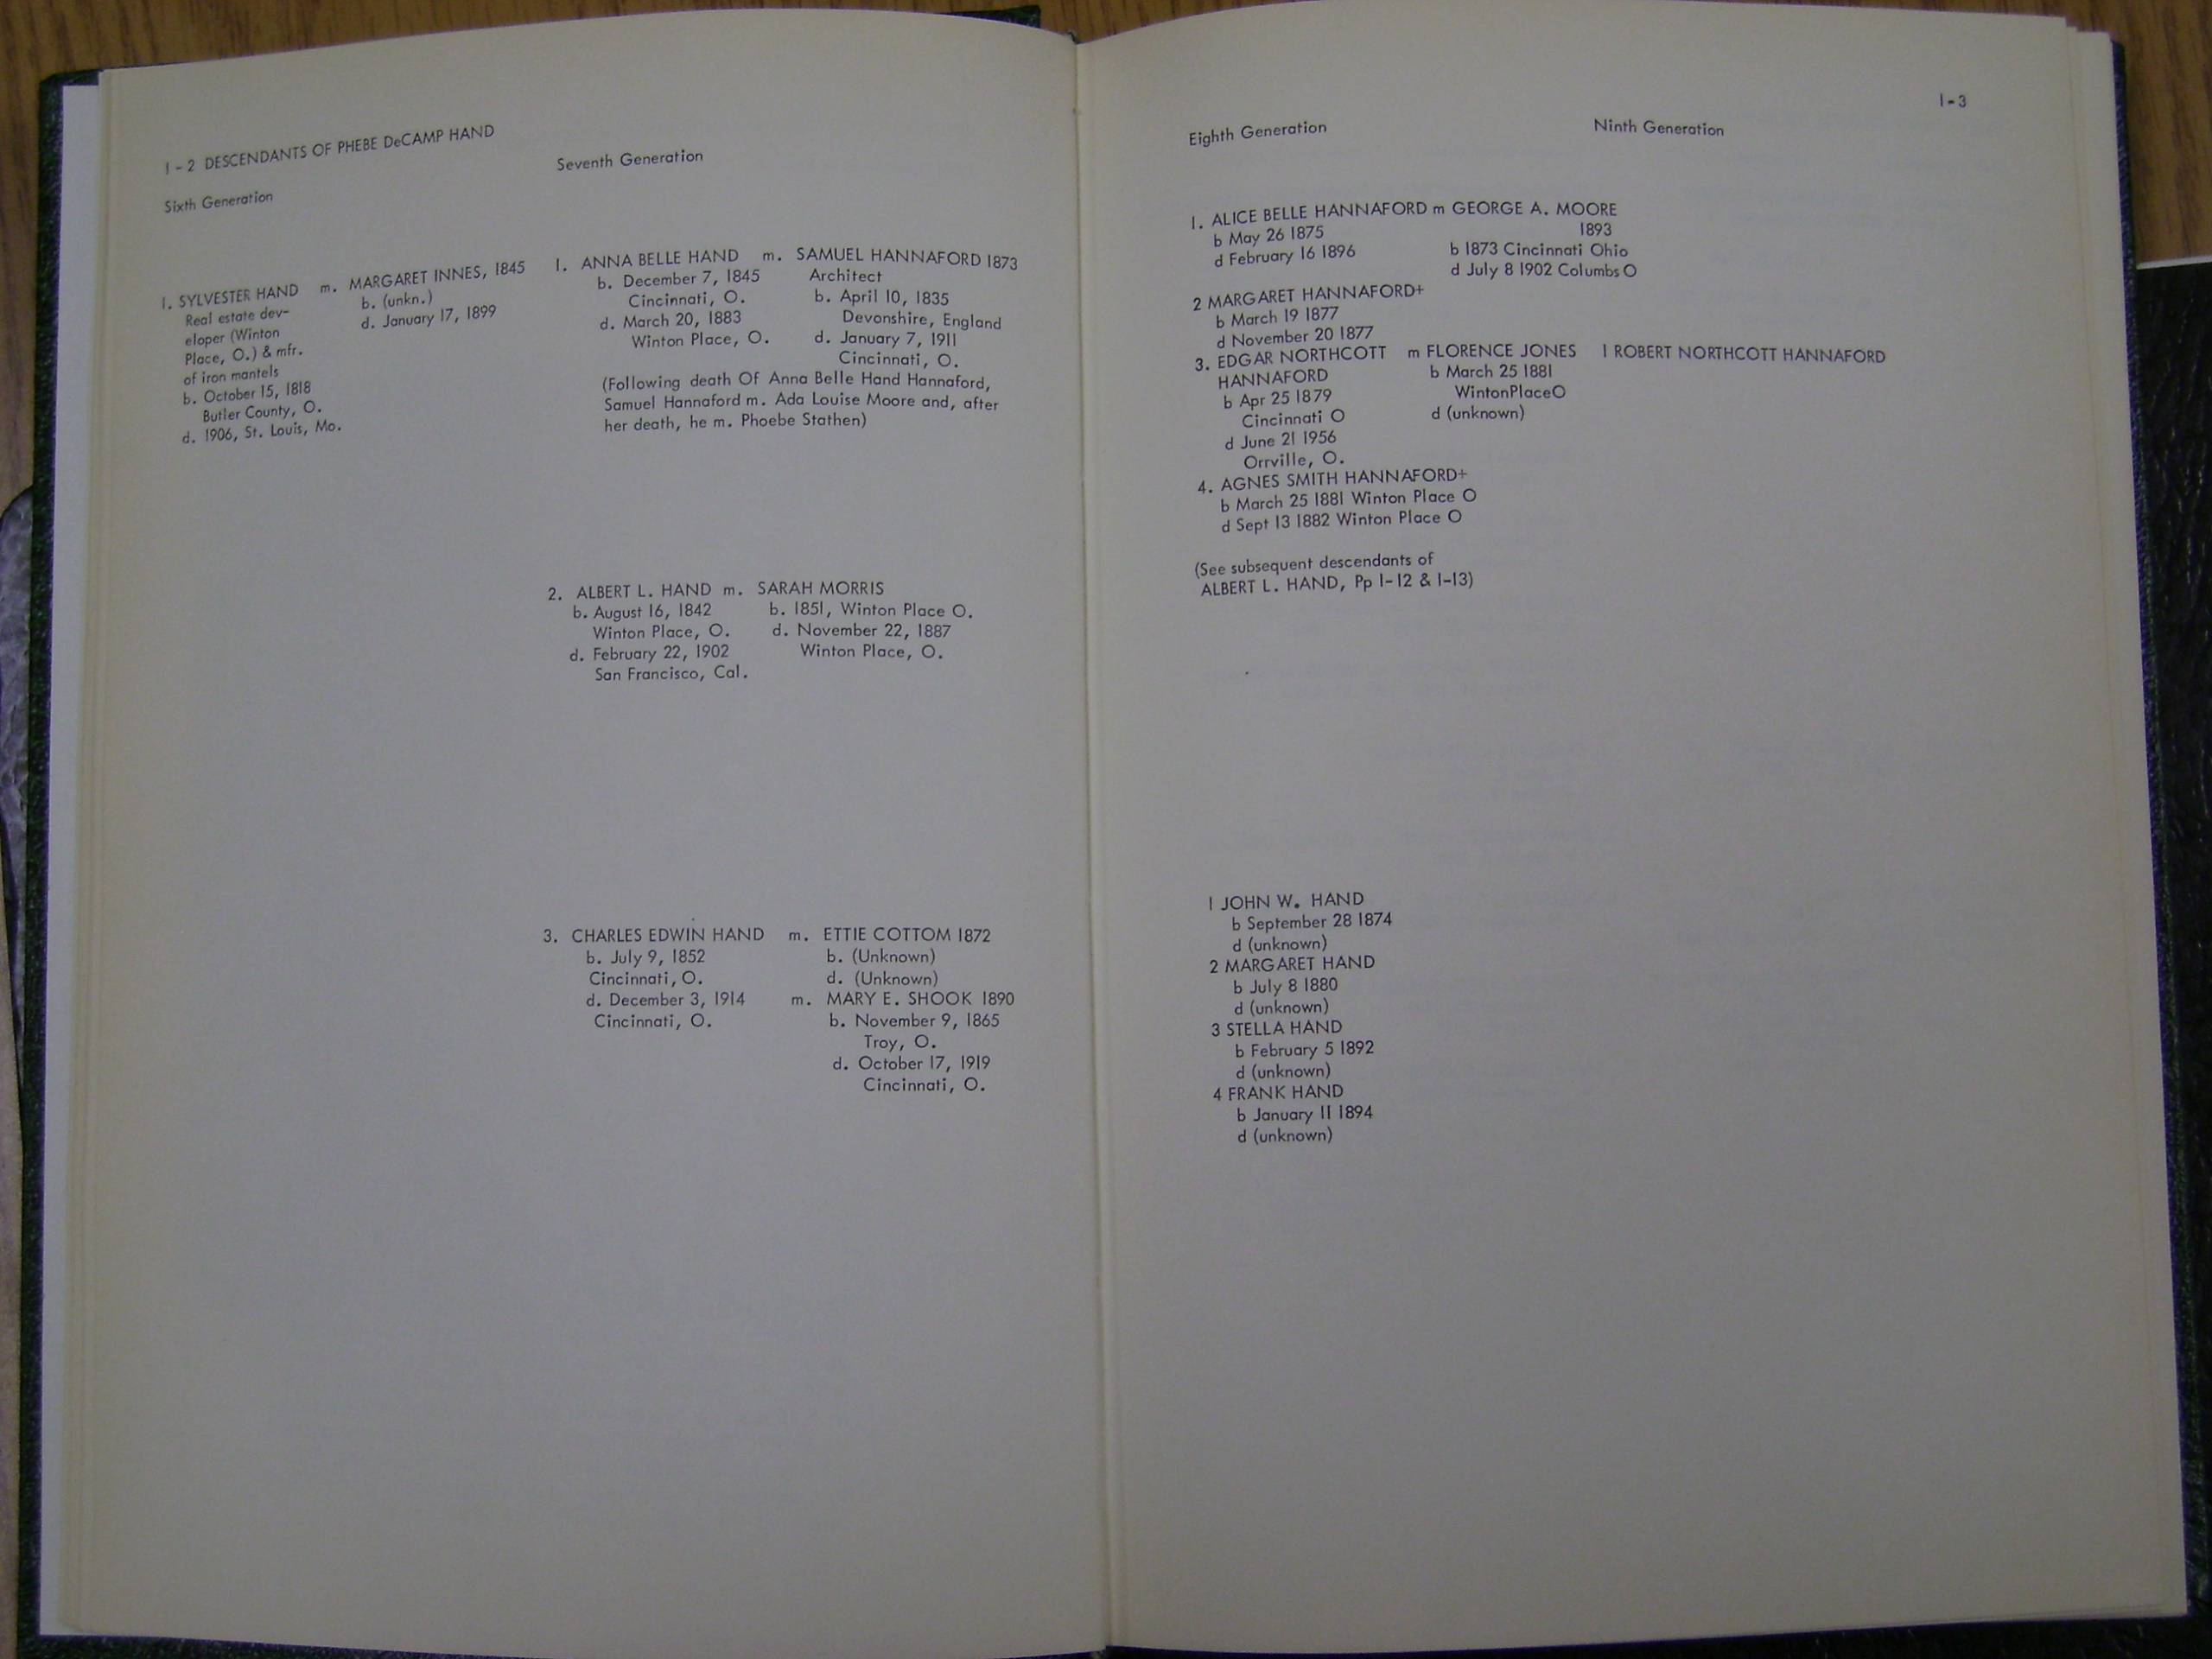 1 - 2 DESCENDANTS OF PHEBE DeCAMP HAND
Sixth Generation
Seventh Generation
1. SYLVESTER HAND m. MARGARET INNES, 1845
Real estate dev- b. (unkn.)
eloper (Winton d. January 17, 1899
Place, O.) & mfr.
of iron mantels
b. October 15, 1818
Butler County, O.
d. 1906, St. Louis, Mo.
1. ANNA BELLE HAND m. SAMUEL HANNAFORD 1873
b. December 7, 1845 Architect
Cincinnati, O. b. April 10, 1835
d. March 20, 1883 Devonshire, England
Winton Place, O. d. January 7, 1911
Cincinnati, O.
(Following death Of Anna Belle Hand Hannaford,
Samuel Hannaford m. Ada Louise Moore and, after
her death, he m. Phoebe Stathen)
2. ALBERT L. HAND m. SARAH MORRIS
b. August 16, 1842 b. 1851, Winton Place O.
Winton Place, O. d. November 22, 1887
d. February 22, 1902 Winton Place, O.
San Francisco, Cal.
3. CHARLES EDWIN HAND m. ETTIE COTTOM 1872
b. July 9, 1852 b. (Unknown)
Cincinnati, O. d. (Unknown)
d. December 3, 1914 m. MARY E. SHOOK 1890
Cincinnati, O. b. November 9, 1865
Troy, O.
d. October 17, 1919
Cincinnati, O.
1-3
Eighth Generation Ninth Generation
1. ALICE BELLE HANNAFORD m GEORGE A. MOORE
b May 26 1875 1893
d February 16 1896 b 1873 Cincinnati Ohio
d July 8 1902 Columbs O
2 MARGARET HANNAFORD+
b March 19 1877
d November 20 1877
3. EDGAR NORTHCOTT m FLORENCE JONES 1 ROBERT NORTHCOTT HANNAFORD
HANNAFORD b March 25 1881
b Apr 25 1879 WintonPlaceO
Cincinnati O d (unknown)
d June 21 1956
Orrville, O.
4. AGNES SMITH HANNAFORD+
b March 25 1881 Winton Place O
d Sept 13 1882 Winton Place O
(See subsequent descendants of
ALBERT L. HAND, Pp 1-12 & 1-13)
1 JOHN W. HAND
b September 28 1874
d (unknown)
2 MARGARET HAND
b July 8 1880
d (unknown)
3 STELLA HAND
b February 5 1892
d (unknown)
4 FRANK HAND
b January 11 1894
d (unknown)